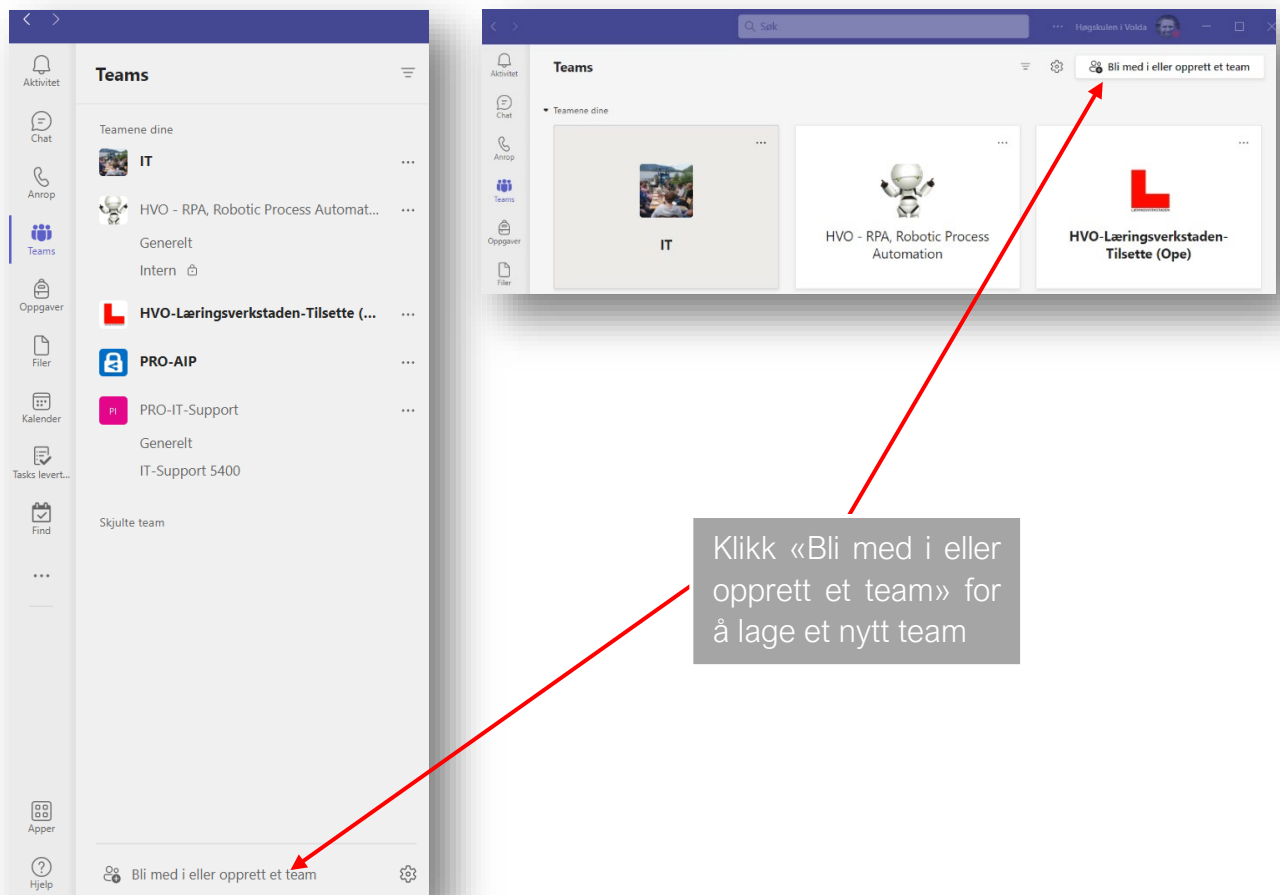 Aktivitet
Chat
Anrop
Teams
Oppgaver
Filer
Kalender
Tasks levert...
Find
...
Apper
Hjelp
Teams
Teamene dine
IT
HVO - RPA, Robotic Process Automat...
Generelt
Intern
HVO-Læringsverkstaden-Tilsette (...
PRO-AIP
PI
PRO-IT-Support
Generelt
IT-Support 5400
Skjulte team
Bli med i eller opprett et team
Søk
Høgskulen i Volda
Aktivitet
Chat
Anrop
Teams
Oppgaver
Filer
Teams
Bli med i eller opprett et team
Teamene dine
IT
HVO - RPA, Robotic Process
Automation
LÆRINGSVERKSTADEN
HVO-Læringsverkstaden-
Tilsette (Ope)
Klikk «Bli med i eller
opprett et team» for
å lage et nytt team